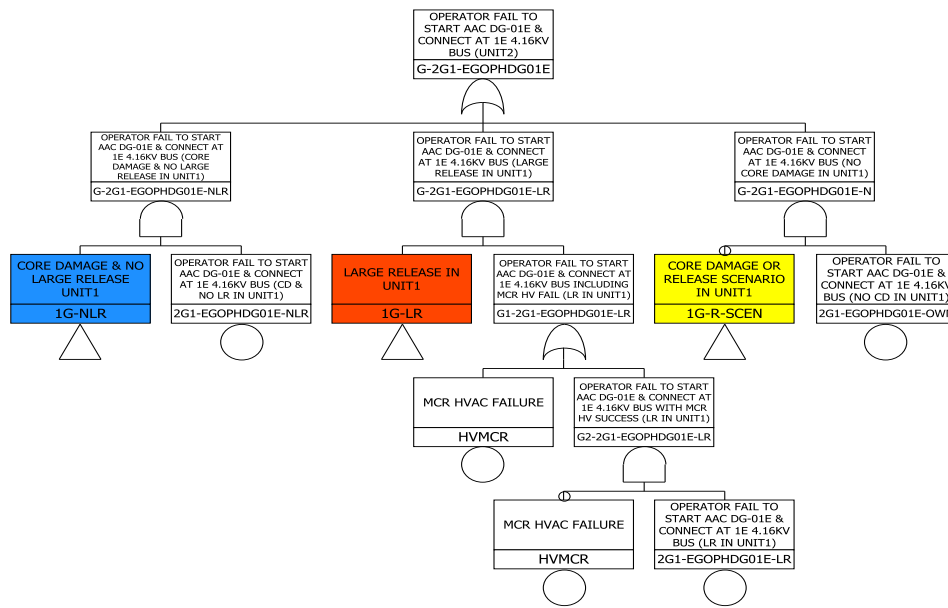 OPERATOR FAIL TO
START AAC DG-01E &
CONNECT AT 1E 4.16KV
BUS (UNIT2)
G-2G1-EGOPHDG01E
OPERATOR FAIL TO START
AAC DG-01E & CONNECT AT
1E 4.16KV BUS (CORE
DAMAGE & NO LARGE
RELEASE IN UNIT1)
G-2G1-EGOPHDG01E-NLR
OPERATOR FAIL TO START
AAC DG-01E & CONNECT
AT 1E 4.16KV BUS (LARGE
RELEASE IN UNIT1)
G-2G1-EGOPHDG01E-LR
OPERATOR FAIL TO START
AAC DG-01E & CONNECT
AT 1E 4.16KV BUS (NO
CORE DAMAGE IN UNIT1)
G-2G1-EGOPHDG01E-N
CORE DAMAGE & NO
LARGE RELEASE
UNIT1
1G-NLR
OPERATOR FAIL TO START
AAC DG-01E & CONNECT
AT 1E 4.16KV BUS (CD &
NO LR IN UNIT1)
2G1-EGOPHDG01E-NLR
LARGE RELEASE IN
UNIT1
1G-LR
OPERATOR FAIL TO START
AAC DG-01E & CONNECT AT
1E 4.16KV BUS INCLUDING
MCR HV FAIL (LR IN UNIT1)
G1-2G1-EGOPHDG01E-LR
CORE DAMAGE OR
RELEASE SCENARIO
IN UNIT1
1G-R-SCEN
OPERATOR FAIL TO
START AAC DG-01E &
CONNECT AT 1E 4.16KV
BUS (NO CD IN UNIT1)
2G1-EGOPHDG01E-OW
MCR HVAC FAILURE
HVMCR
OPERATOR FAIL TO START
AAC DG-01E & CONNECT AT
1E 4.16KV BUS WITH MCR
HV SUCCESS (LR IN UNIT1)
G2-2G1-EGOPHDG01E-LR
MCR HVAC FAILURE
HVMCR
OPERATOR FAIL TO
START AAC DG-01E &
CONNECT AT 1E 4.16KV
BUS (LR IN UNIT1)
2G1-EGOPHDG01E-LR